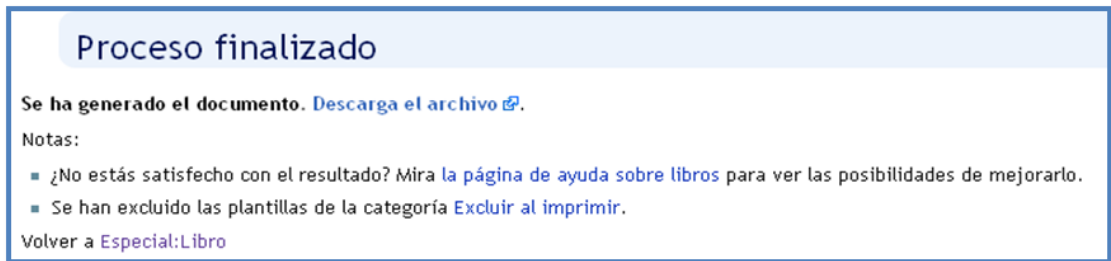 Proceso finalizado
Se ha generado el documento. Descarga el archivo.
Notas:
¿No estás satisfecho con el resultado? Mira la página de ayuda sobre libros para ver las posibilidades de mejorarlo.
Se han excluido las plantillas de la categoría Excluir al imprimir.
Volver a Especial:Libro